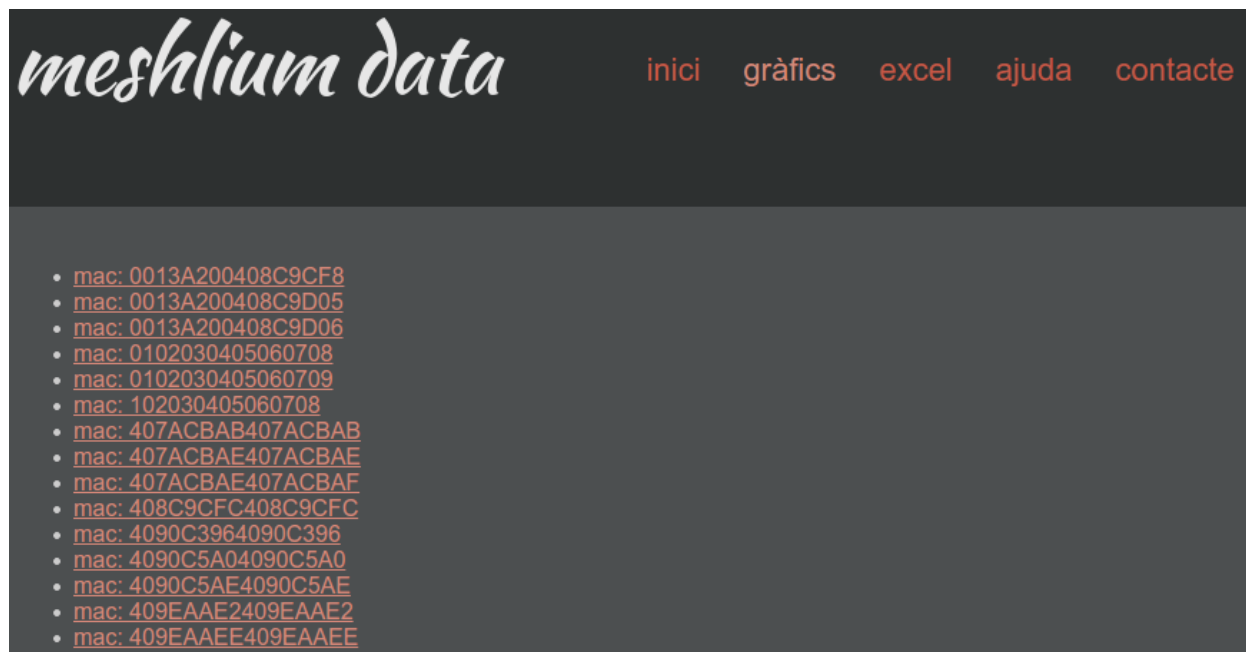 meshlium data
inici gràfics excel ajuda contacte
mac: 0013A200408C9CF8
mac: 0013A200408C9D05
mac: 0013A200408C9D06
mac: 0102030405060708
mac: 0102030405060709
mac: 102030405060708
mac: 407ACBAB407ACBAB
mac: 407ACBAE407ACBAE
mac: 407ACBAE407ACBAF
mac: 408C9CFC408C9CFC
mac: 4090C3964090C396
mac: 4090C5A04090C5A0
mac: 4090C5AE4090C5AE
mac: 409EAAE2409EAAE2
mac: 409EAAEE409EAAEE